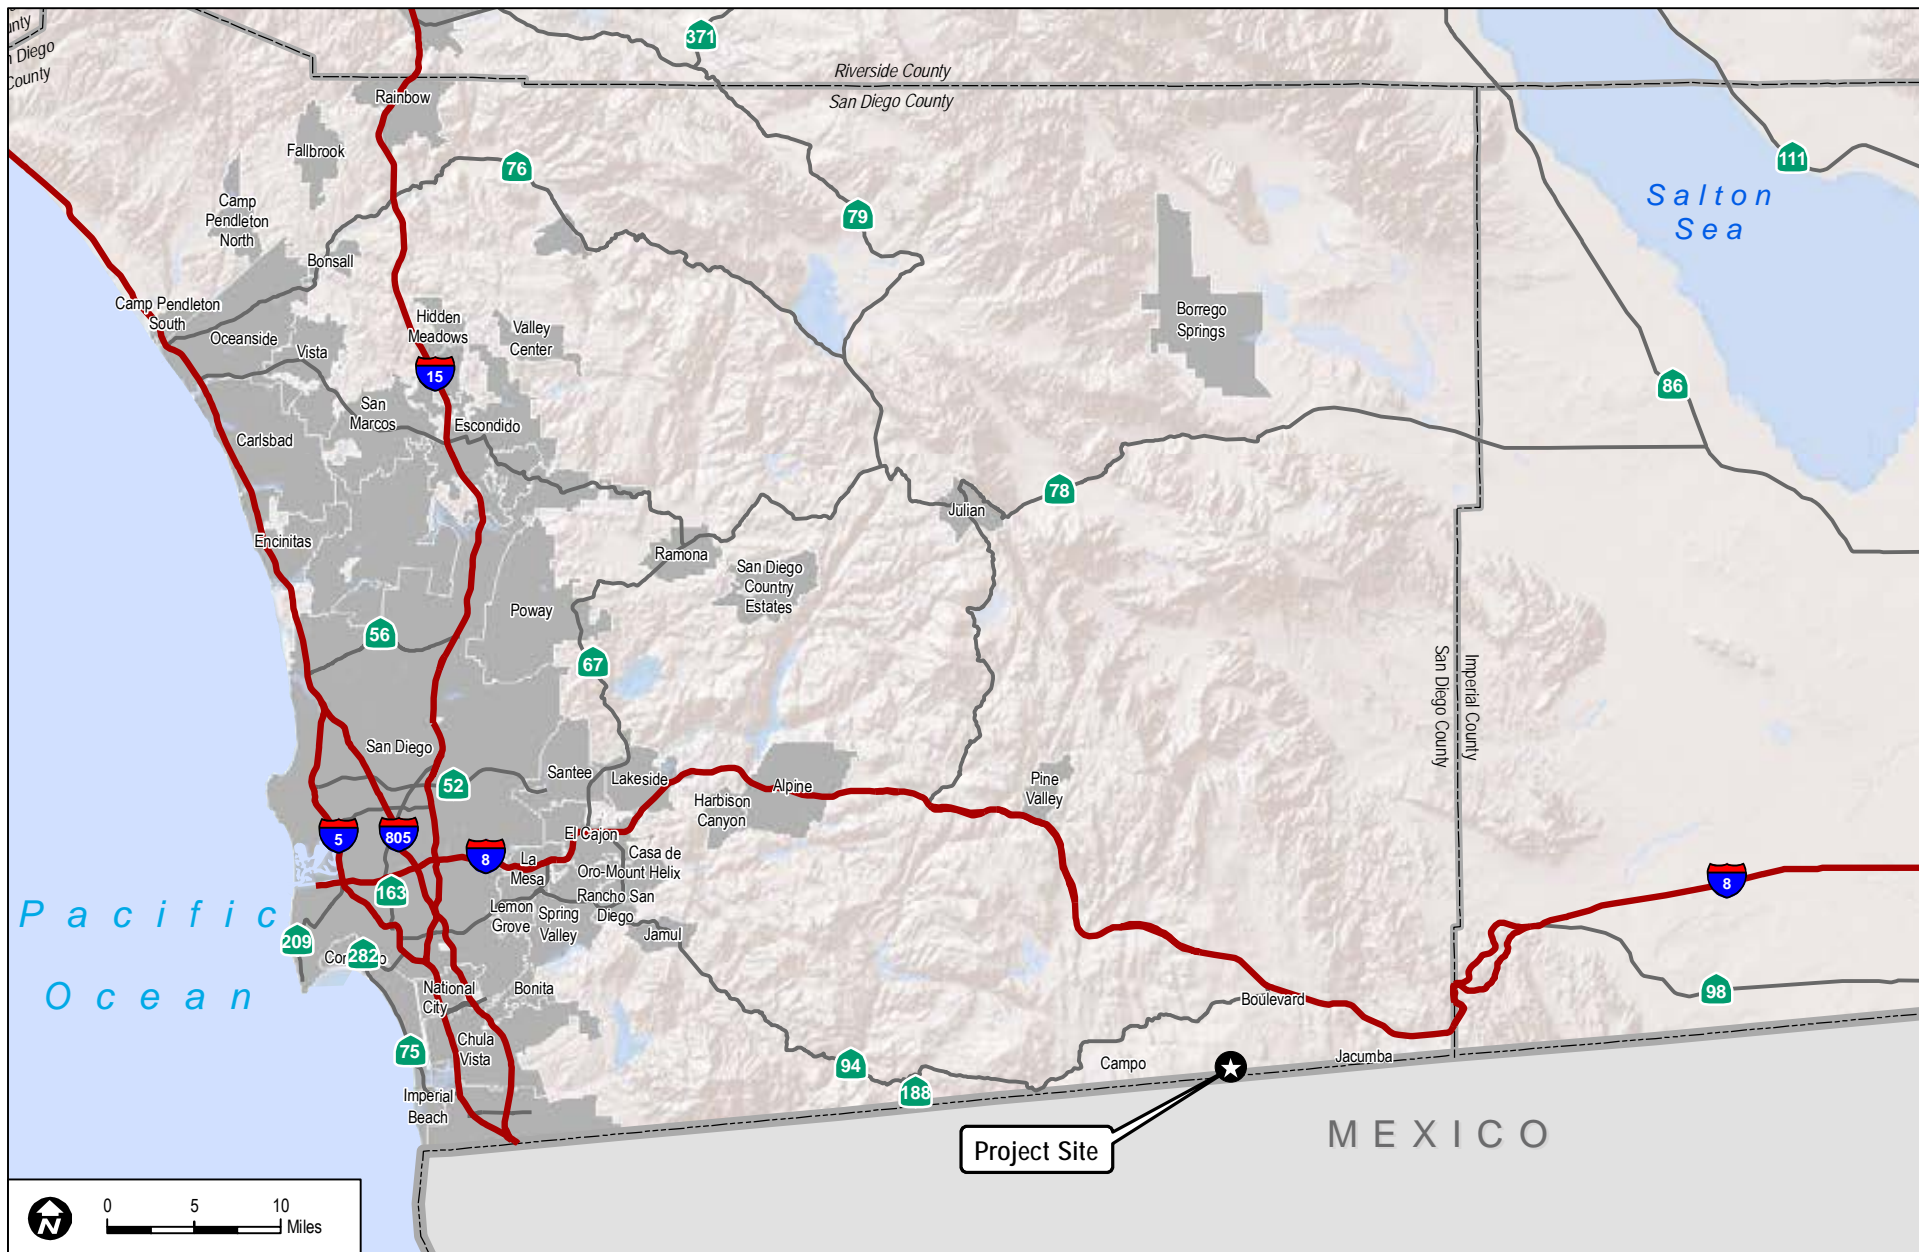 unty
n Diego
County
371
Riverside County
San Diego County
Rainbow
Fallbrook
76
111
Camp
Pendleton
North
79
Salton
Sea
Bonsall
Camp Pendleton
South
Hidden
Meadows
Valley
Center
Borrego
Springs
Oceanside
Vista
15
86
San
Marcos
Escondido
Carlsbad
78
Julian
Encinitas
Ramona
San Diego
Country
Estates
Poway
56
67
San Diego County
Imperial County
San Diego
52
Santee
Lakeside
Alpine
Pine
Valley
Harbison
Canyon
5
805
8
El Cajon
La
Mesa
Casa de
Oro-Mount Helix
8
163
Rancho San
Diego
Lemon
Grove
Spring
Valley
Jamul
Pacific
Ocean
209
Co
o
282
National
City
Bonita
Boulevard
98
75
Chula
Vista
94
Campo
Jacumba
188
Imperial
Beach
Project Site
MEXICO
N
0 5 10
Miles